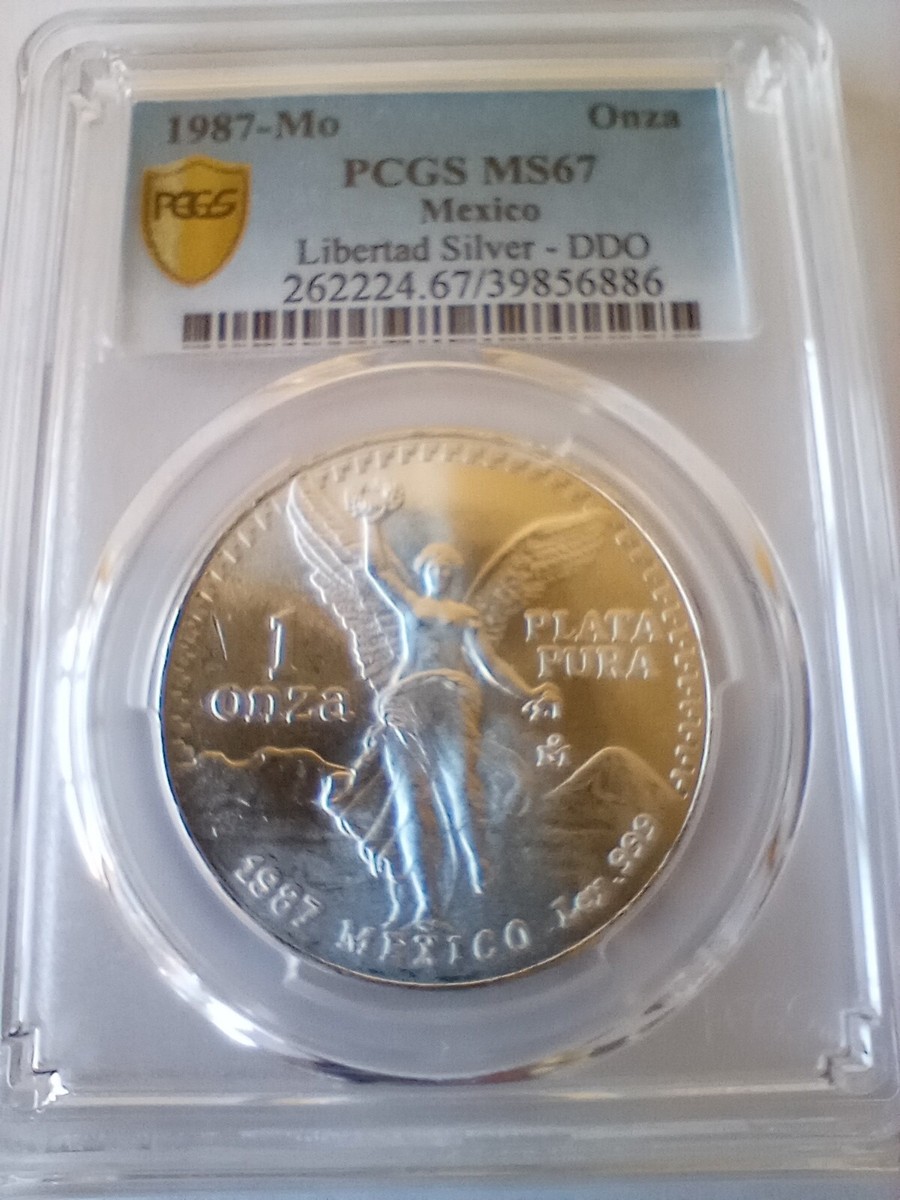 1987-Mo Onza
PCGS MS67
PCGS
Mexico
Libertad Silver - DDO
262224.67/39856886
1
onza
PLATA
PURA
M
1987 MEXICO Ley .999